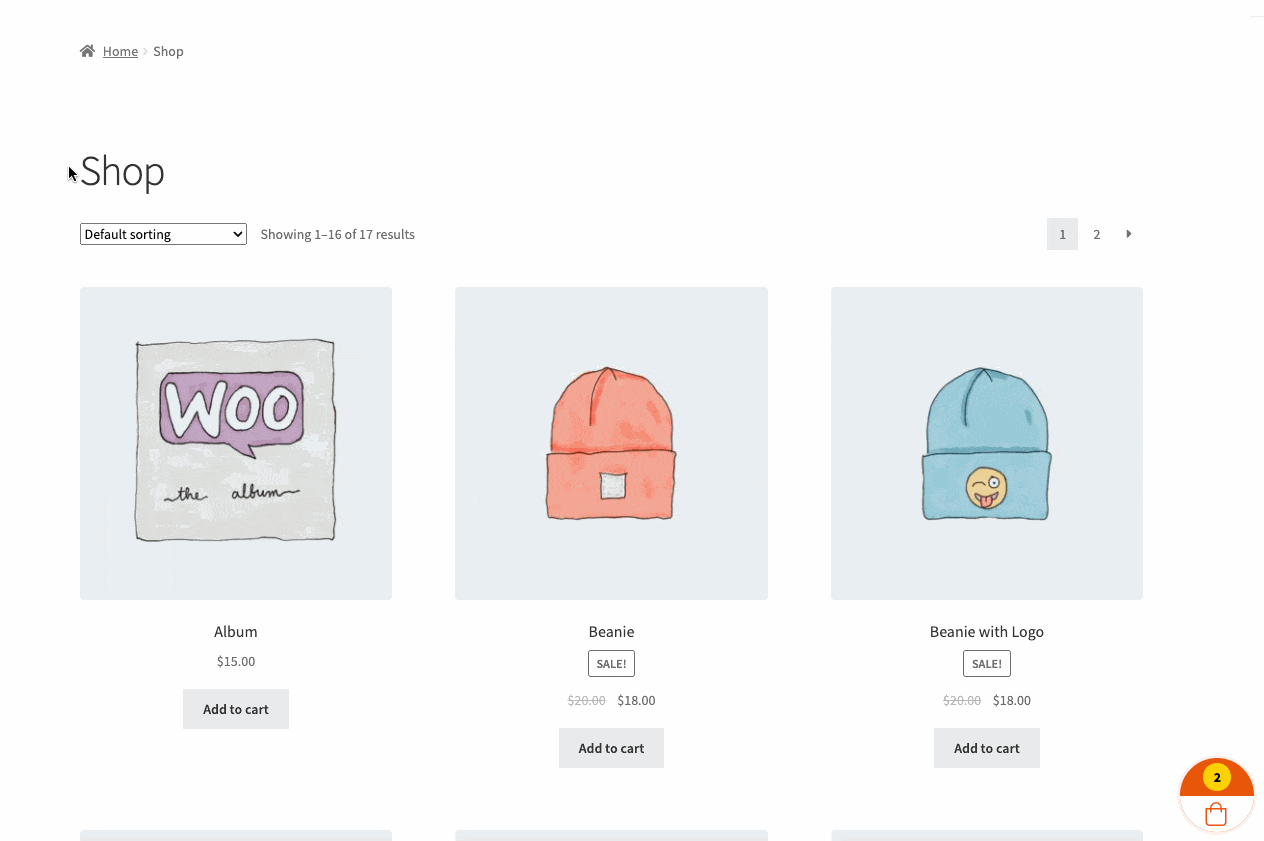 Home Shop
Shop
Default sorting Showing 1–16 of 17 results 1 2
WOO
the album
Album Beanie Beanie with Logo
$15.00 SALE! SALE!
$20.00 $18.00 $20.00 $18.00
Add to cart
Add to cart Add to cart
2